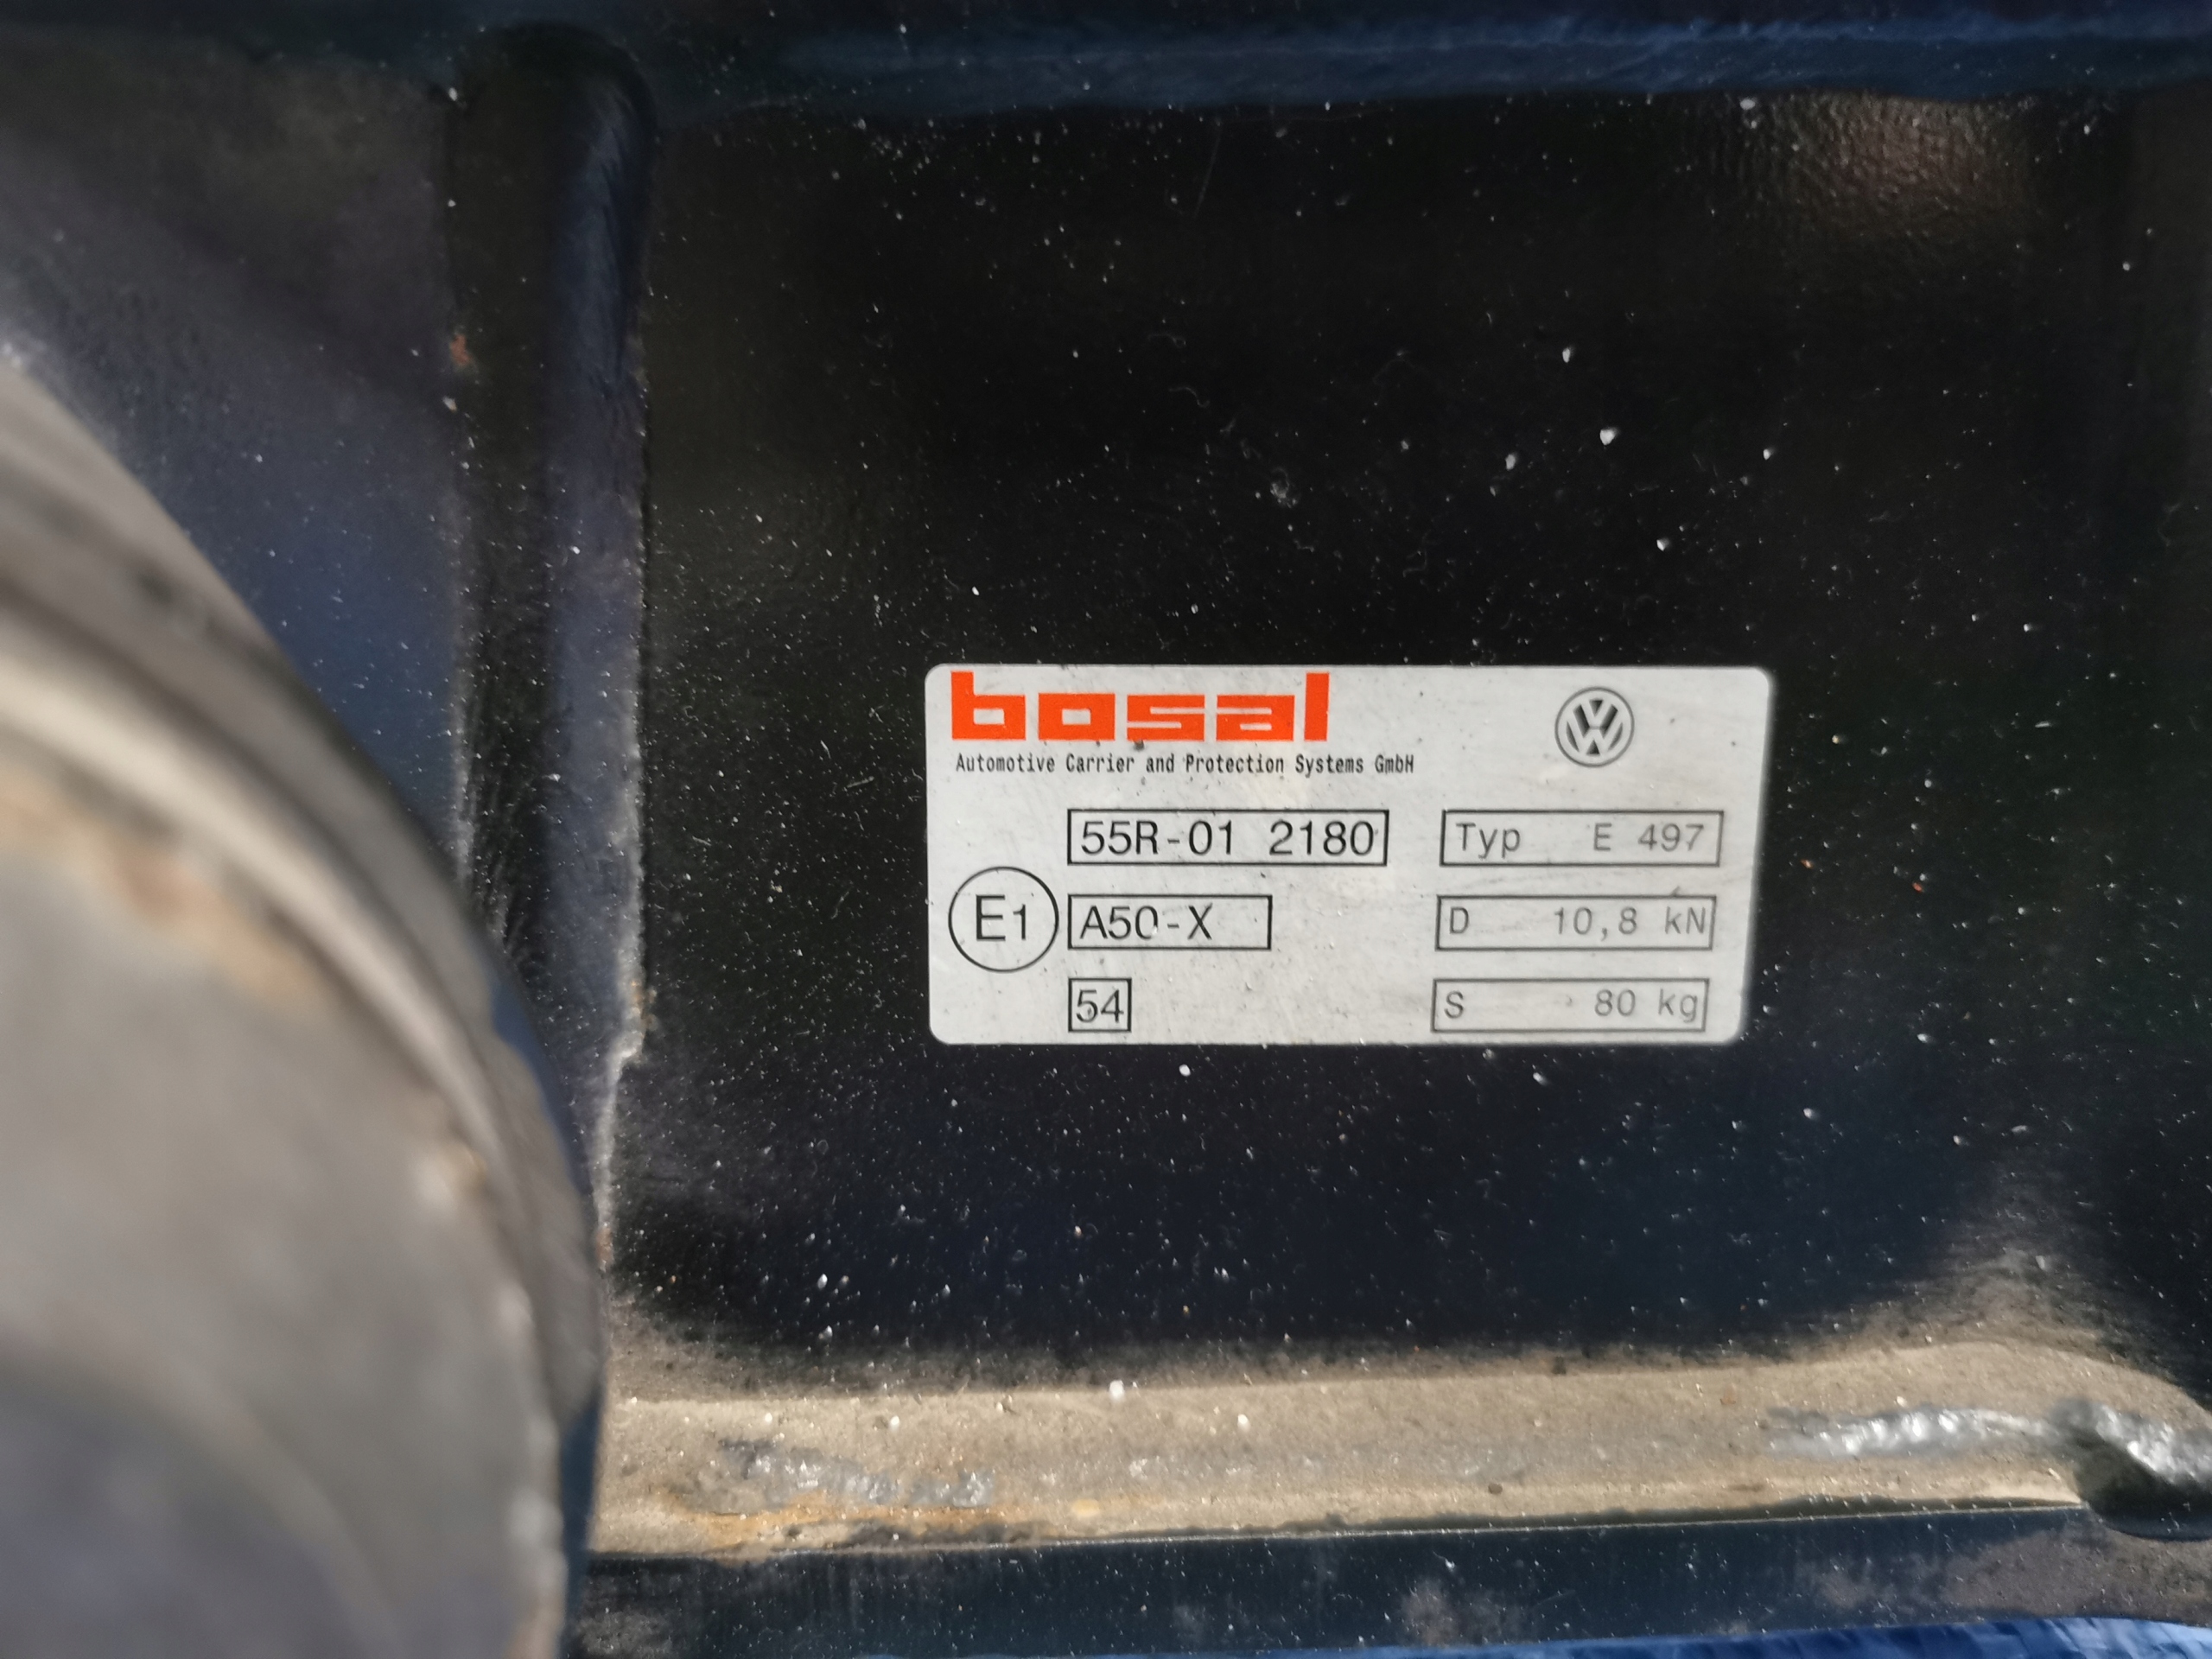 bosal
Automotive Carrier and Protection Systems GmbH
VW
55R-01 2180
Typ E 497
E1
A50-X
D 10,8 kN
54
S 80 kg